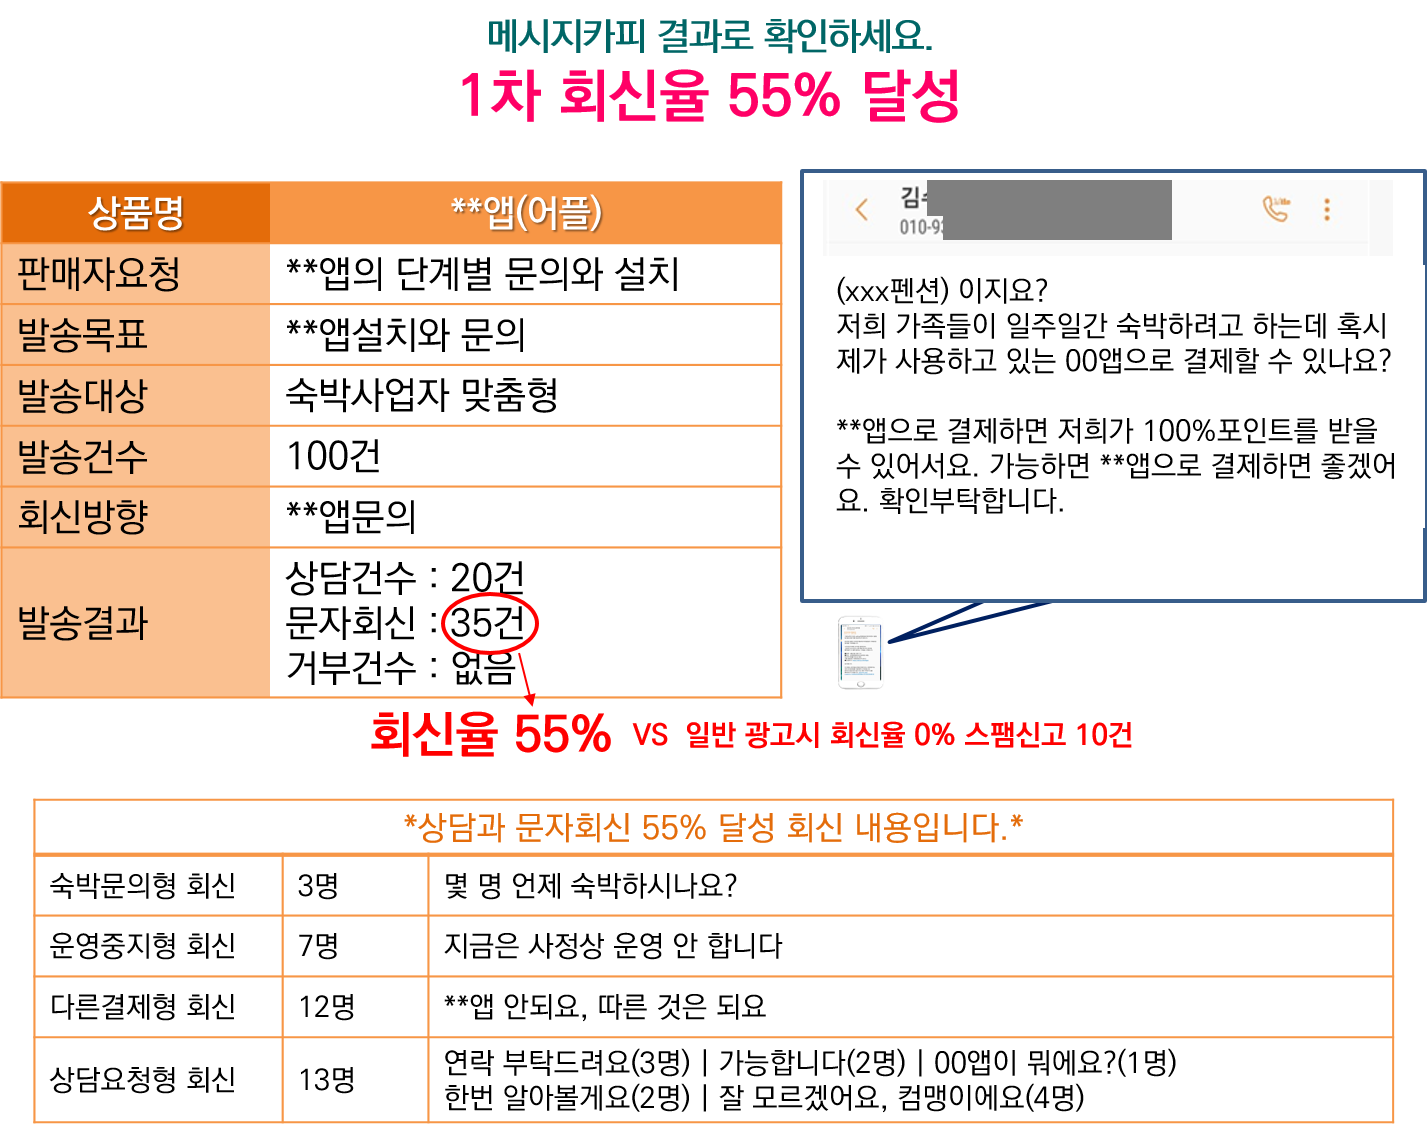 메시지카피 결과로 확인하세요.
1차 회신율 55% 달성
상품명 **앱(어플)
판매자요청 **앱의 단계별 문의와 설치
발송목표 **앱설치와 문의
발송대상 숙박사업자 맞춤형
발송건수 100건
회신방향 **앱문의
발송결과
상담건수 : 20건
문자회신 : 35건
거부건수 : 없음
010-93
(xxx펜션) 이지요?
저희 가족들이 일주일간 숙박하려고 하는데 혹시
제가 사용하고 있는 00앱으로 결제할 수 있나요?
**앱으로 결제하면 저희가 100%포인트를 받을
수 있어서요. 가능하면 **앱으로 결제하면 좋겠어
요. 확인부탁합니다.
회신율 55% VS 일반 광고시 회신율 0% 스팸신고 10건
*상담과 문자회신 55% 달성 회신 내용입니다.*
숙박문의형 회신 3명 몇 명 언제 숙박하시나요?
운영중지형 회신 7명 지금은 사정상 운영 안 합니다
다른결제형 회신 12명 **앱 안되요, 따른 것은 되요
상담요청형 회신 13명 연락 부탁드려요(3명) | 가능합니다(2명) | 00앱이 뭐에요?(1명)
한번 알아볼게요(2명) | 잘 모르겠어요, 컴맹이에요(4명)